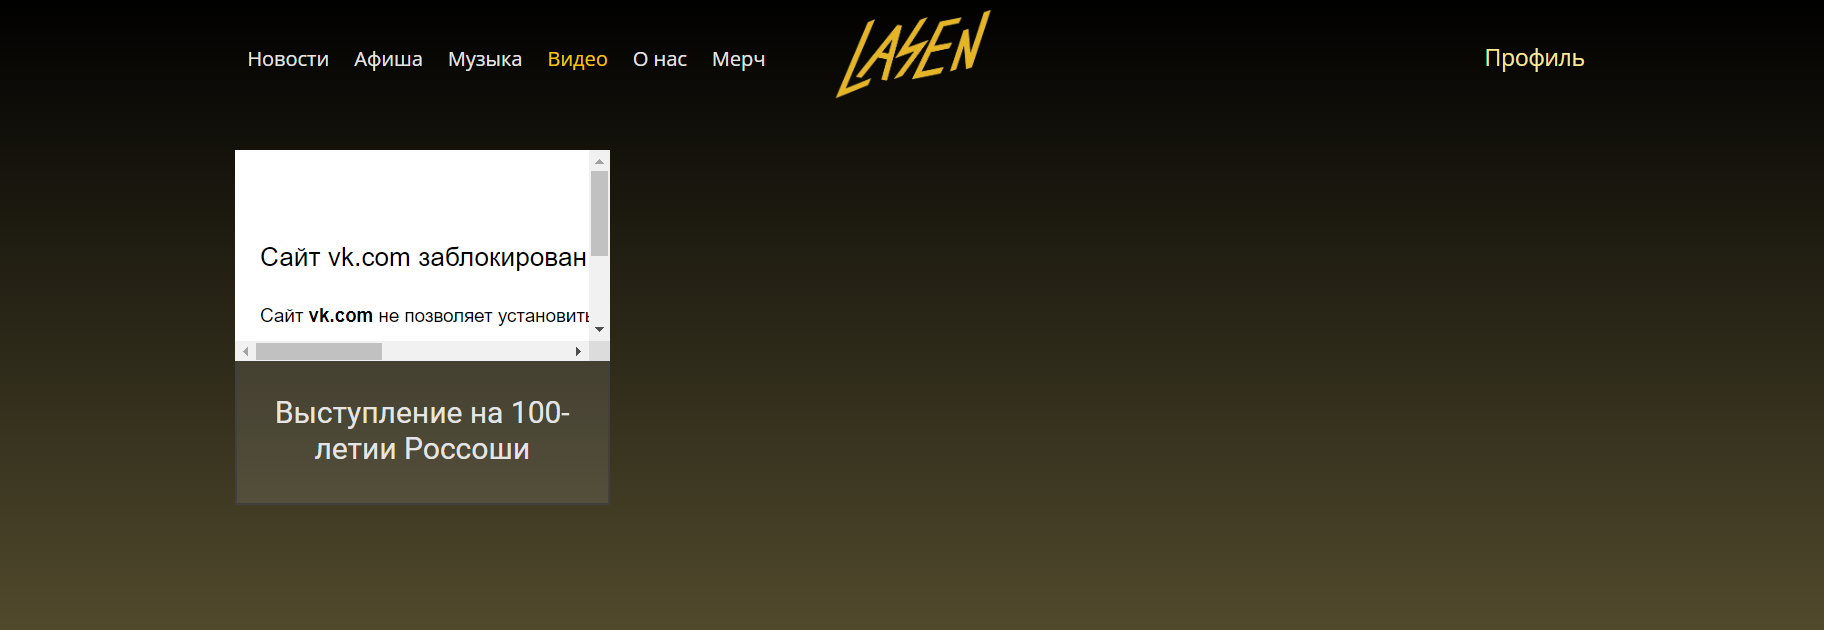 Новости Афиша Музыка Видео О нас Мерч LASEN Профиль
Сайт vk.com заблокирован
Сайт vk.com не позволяет установить
Выступление на 100-
летии Россоши